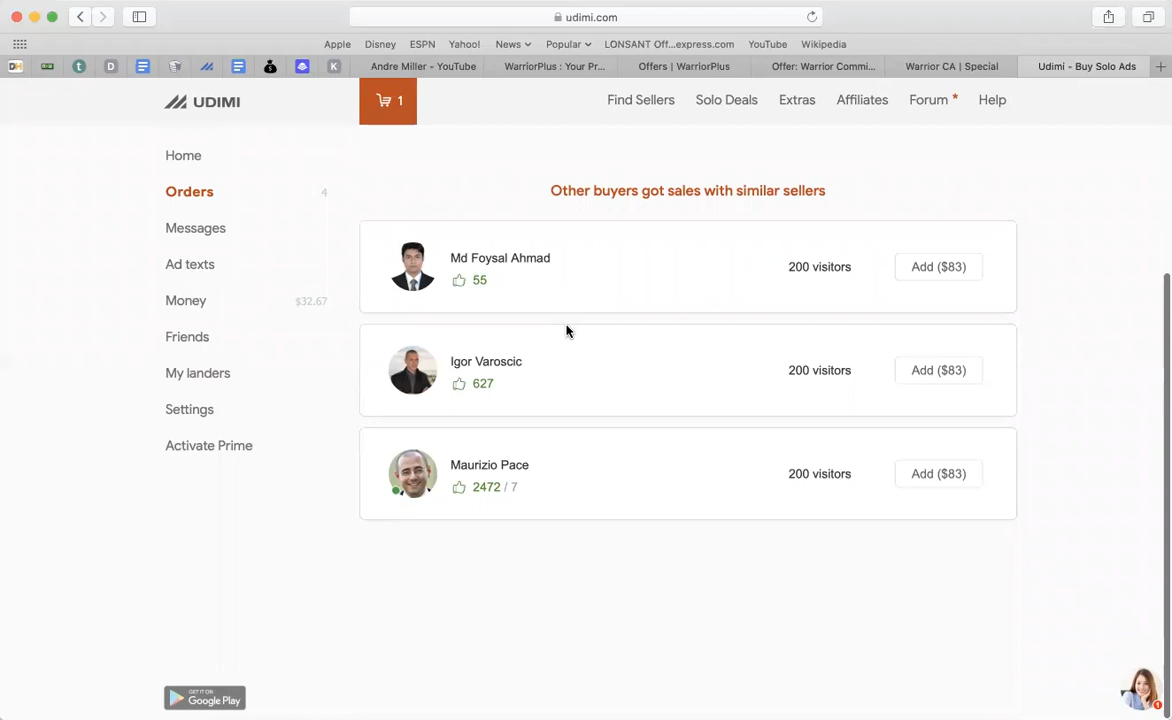 udimi.com
Apple Disney ESPN Yahoo! News Popular LONSANT Off...express.com YouTube Wikipedia
DH t D K Andre Miller - YouTube WarriorPlus : Your Pr... Offers | WarriorPlus Offer: Warrior Commi... Warrior CA | Special Udimi - Buy Solo Ads
UDIMI 1 Find Sellers Solo Deals Extras Affiliates Forum * Help
Home
Orders 4
Messages
Ad texts
Money $32.67
Friends
My landers
Settings
Activate Prime
Other buyers got sales with similar sellers
Md Foysal Ahmad
55
200 visitors
Add ($83)
Igor Varoscic
627
200 visitors
Add ($83)
Maurizio Pace
2472 / 7
200 visitors
Add ($83)
GET IT ON
Google Play
1